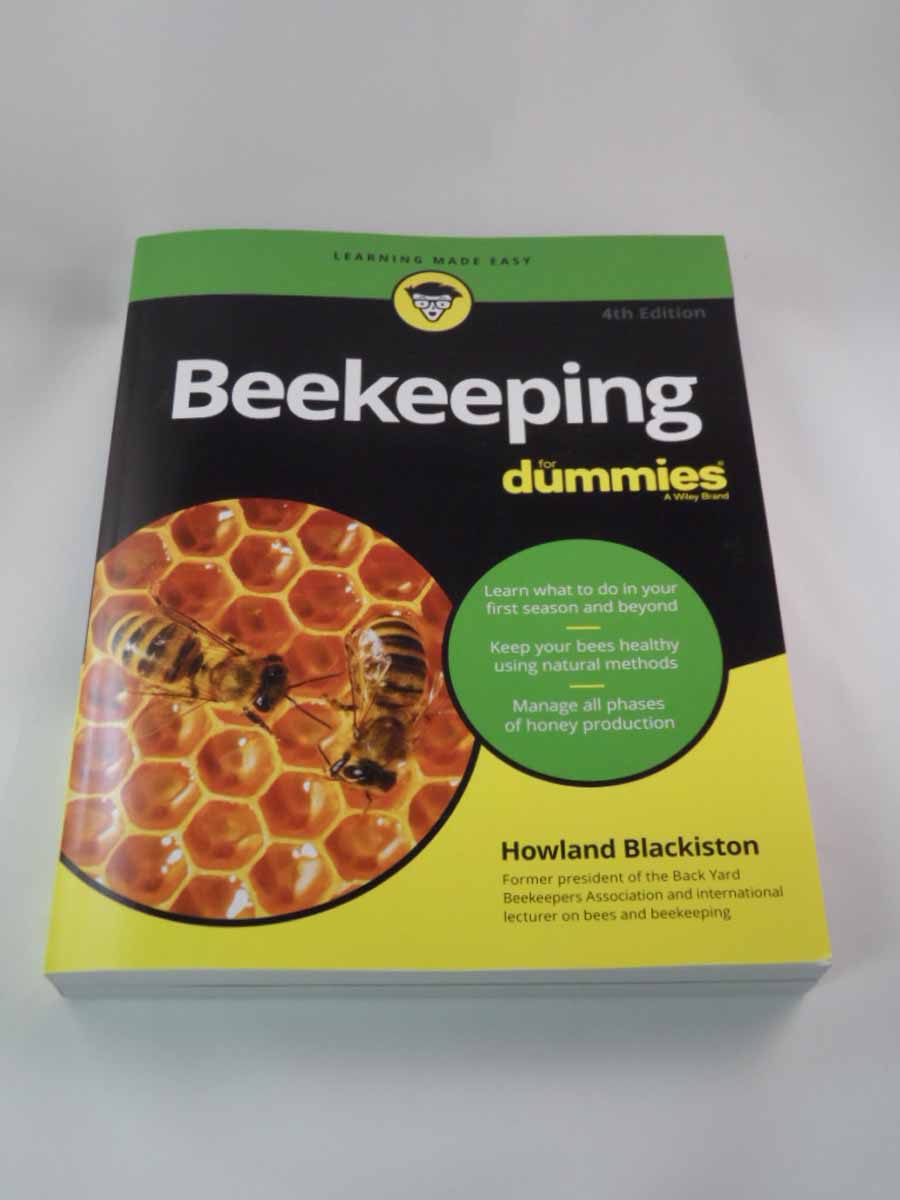 LEARNING MADE EASY
4th Edition
Beekeeping
for
dummies®
A Wiley Brand
Learn what to do in your
first season and beyond
Keep your bees healthy
using natural methods
Manage all phases
of honey production
Howland Blackiston
Former president of the Back Yard
Beekeepers Association and international
lecturer on bees and beekeeping